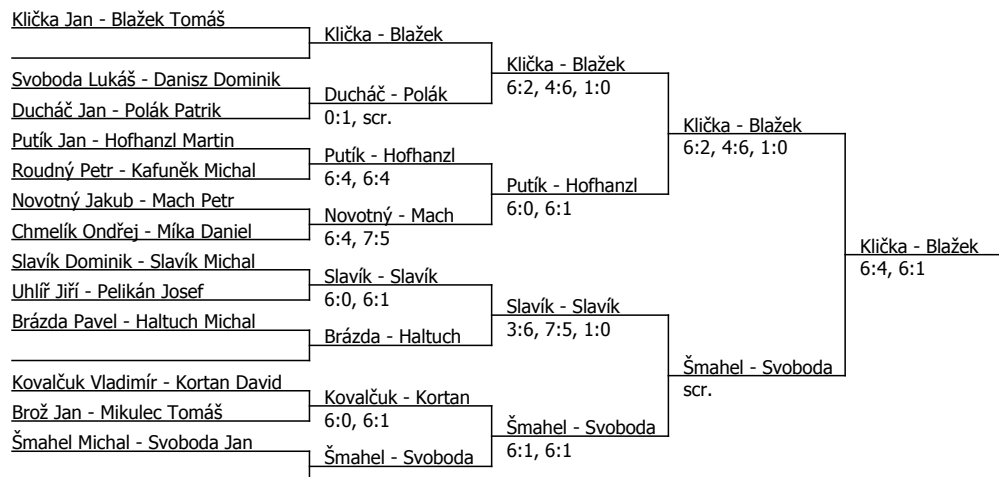 Klička Jan - Blažek Tomáš
Klička - Blažek
Klička - Blažek
6:2, 4:6, 1:0
Svoboda Lukáš - Danisz Dominik
Ducháč - Polák
0:1, scr.
Ducháč Jan - Polák Patrik
Klička - Blažek
6:2, 4:6, 1:0
Putík Jan - Hofhanzl Martin
Putík - Hofhanzl
6:4, 6:4
Roudný Petr - Kafuněk Michal
Putík - Hofhanzl
6:0, 6:1
Novotný Jakub - Mach Petr
Novotný - Mach
6:4, 7:5
Chmelík Ondřej - Míka Daniel
Klička - Blažek
6:4, 6:1
Slavík Dominik - Slavík Michal
Slavík - Slavík
6:0, 6:1
Uhlíř Jiří - Pelikán Josef
Slavík - Slavík
3:6, 7:5, 1:0
Brázda Pavel - Haltuch Michal
Brázda - Haltuch
Šmahel - Svoboda
scr.
Kovalčuk Vladimír - Kortan David
Kovalčuk - Kortan
6:0, 6:1
Brož Jan - Mikulec Tomáš
Šmahel - Svoboda
6:1, 6:1
Šmahel Michal - Svoboda Jan
Šmahel - Svoboda